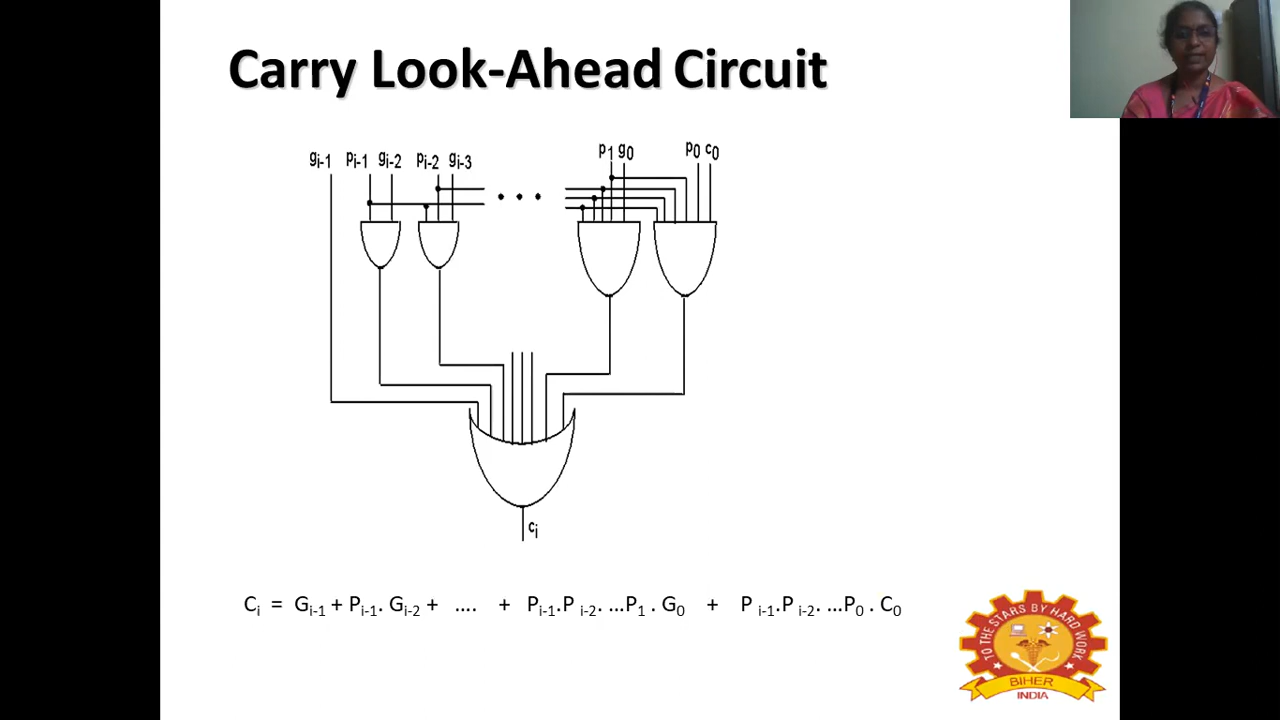 Carry Look-Ahead Circuit
gi-1 pi-1 gi-2 pi-2 gi-3 p1 g0 p0 c0
ci
Ci = Gi-1 + Pi-1. Gi-2 + .... + Pi-1.P i-2. ...P1 . G0 + P i-1.P i-2. ...P0 . C0
TO THE STARS BY HARD WORK
BIHER
INDIA